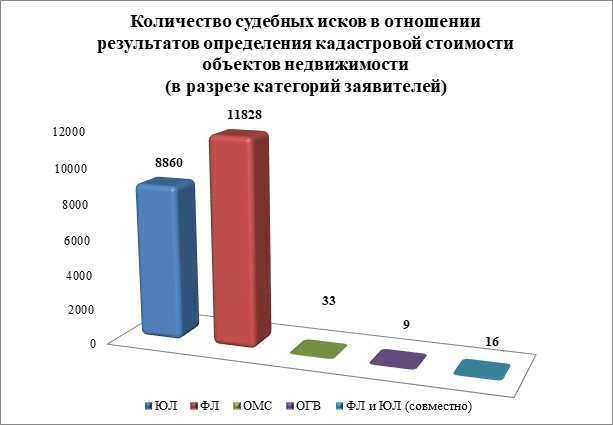 Количество судебных исков в отношении
результатов определения кадастровой стоимости
объектов недвижимости
(в разрезе категорий заявителей)
11828
12000
8860
10000
8000
6000
4000
33
2000
9
16
0
ЮЛ ФЛ ОМС ОГВ ФЛ и ЮЛ (совместно)